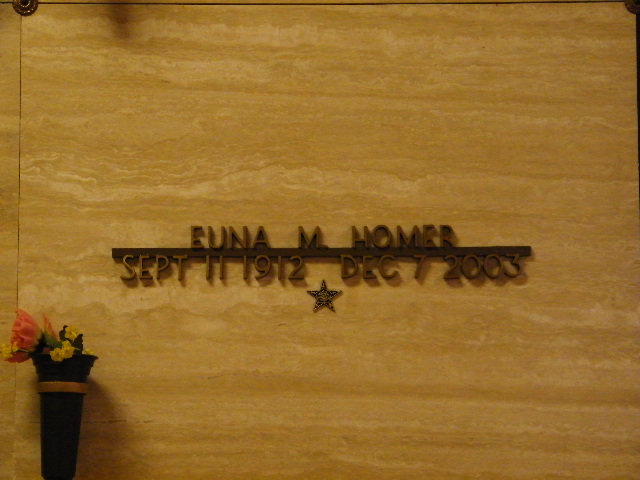 EUNA M. HOMER
SEPT 11 1912 DEC 7 2003